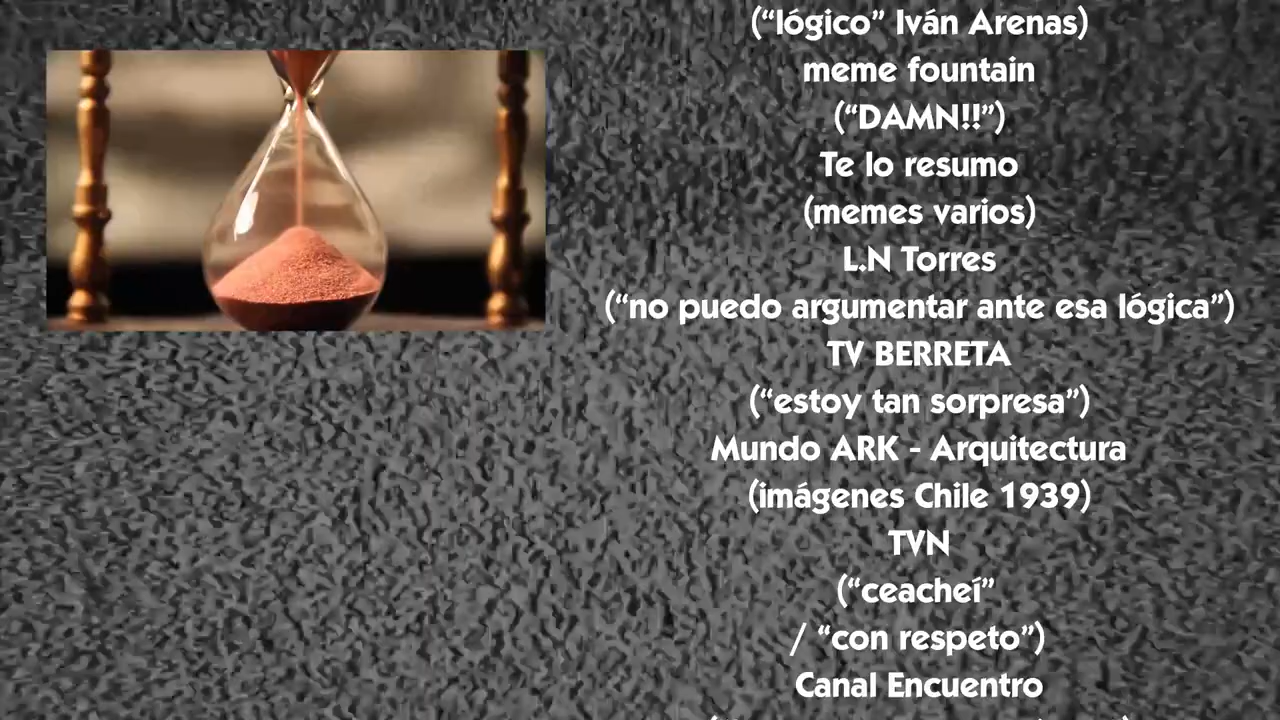 (“lógico” Iván Arenas)
meme fountain
(“DAMN!!”)
Te lo resumo
(memes varios)
L.N Torres
(“no puedo argumentar ante esa lógica”)
TV BERRETA
(“estoy tan sorpresa”)
Mundo ARK - Arquitectura
(imágenes Chile 1939)
TVN
(“ceacheí”
/ “con respeto”)
Canal Encuentro